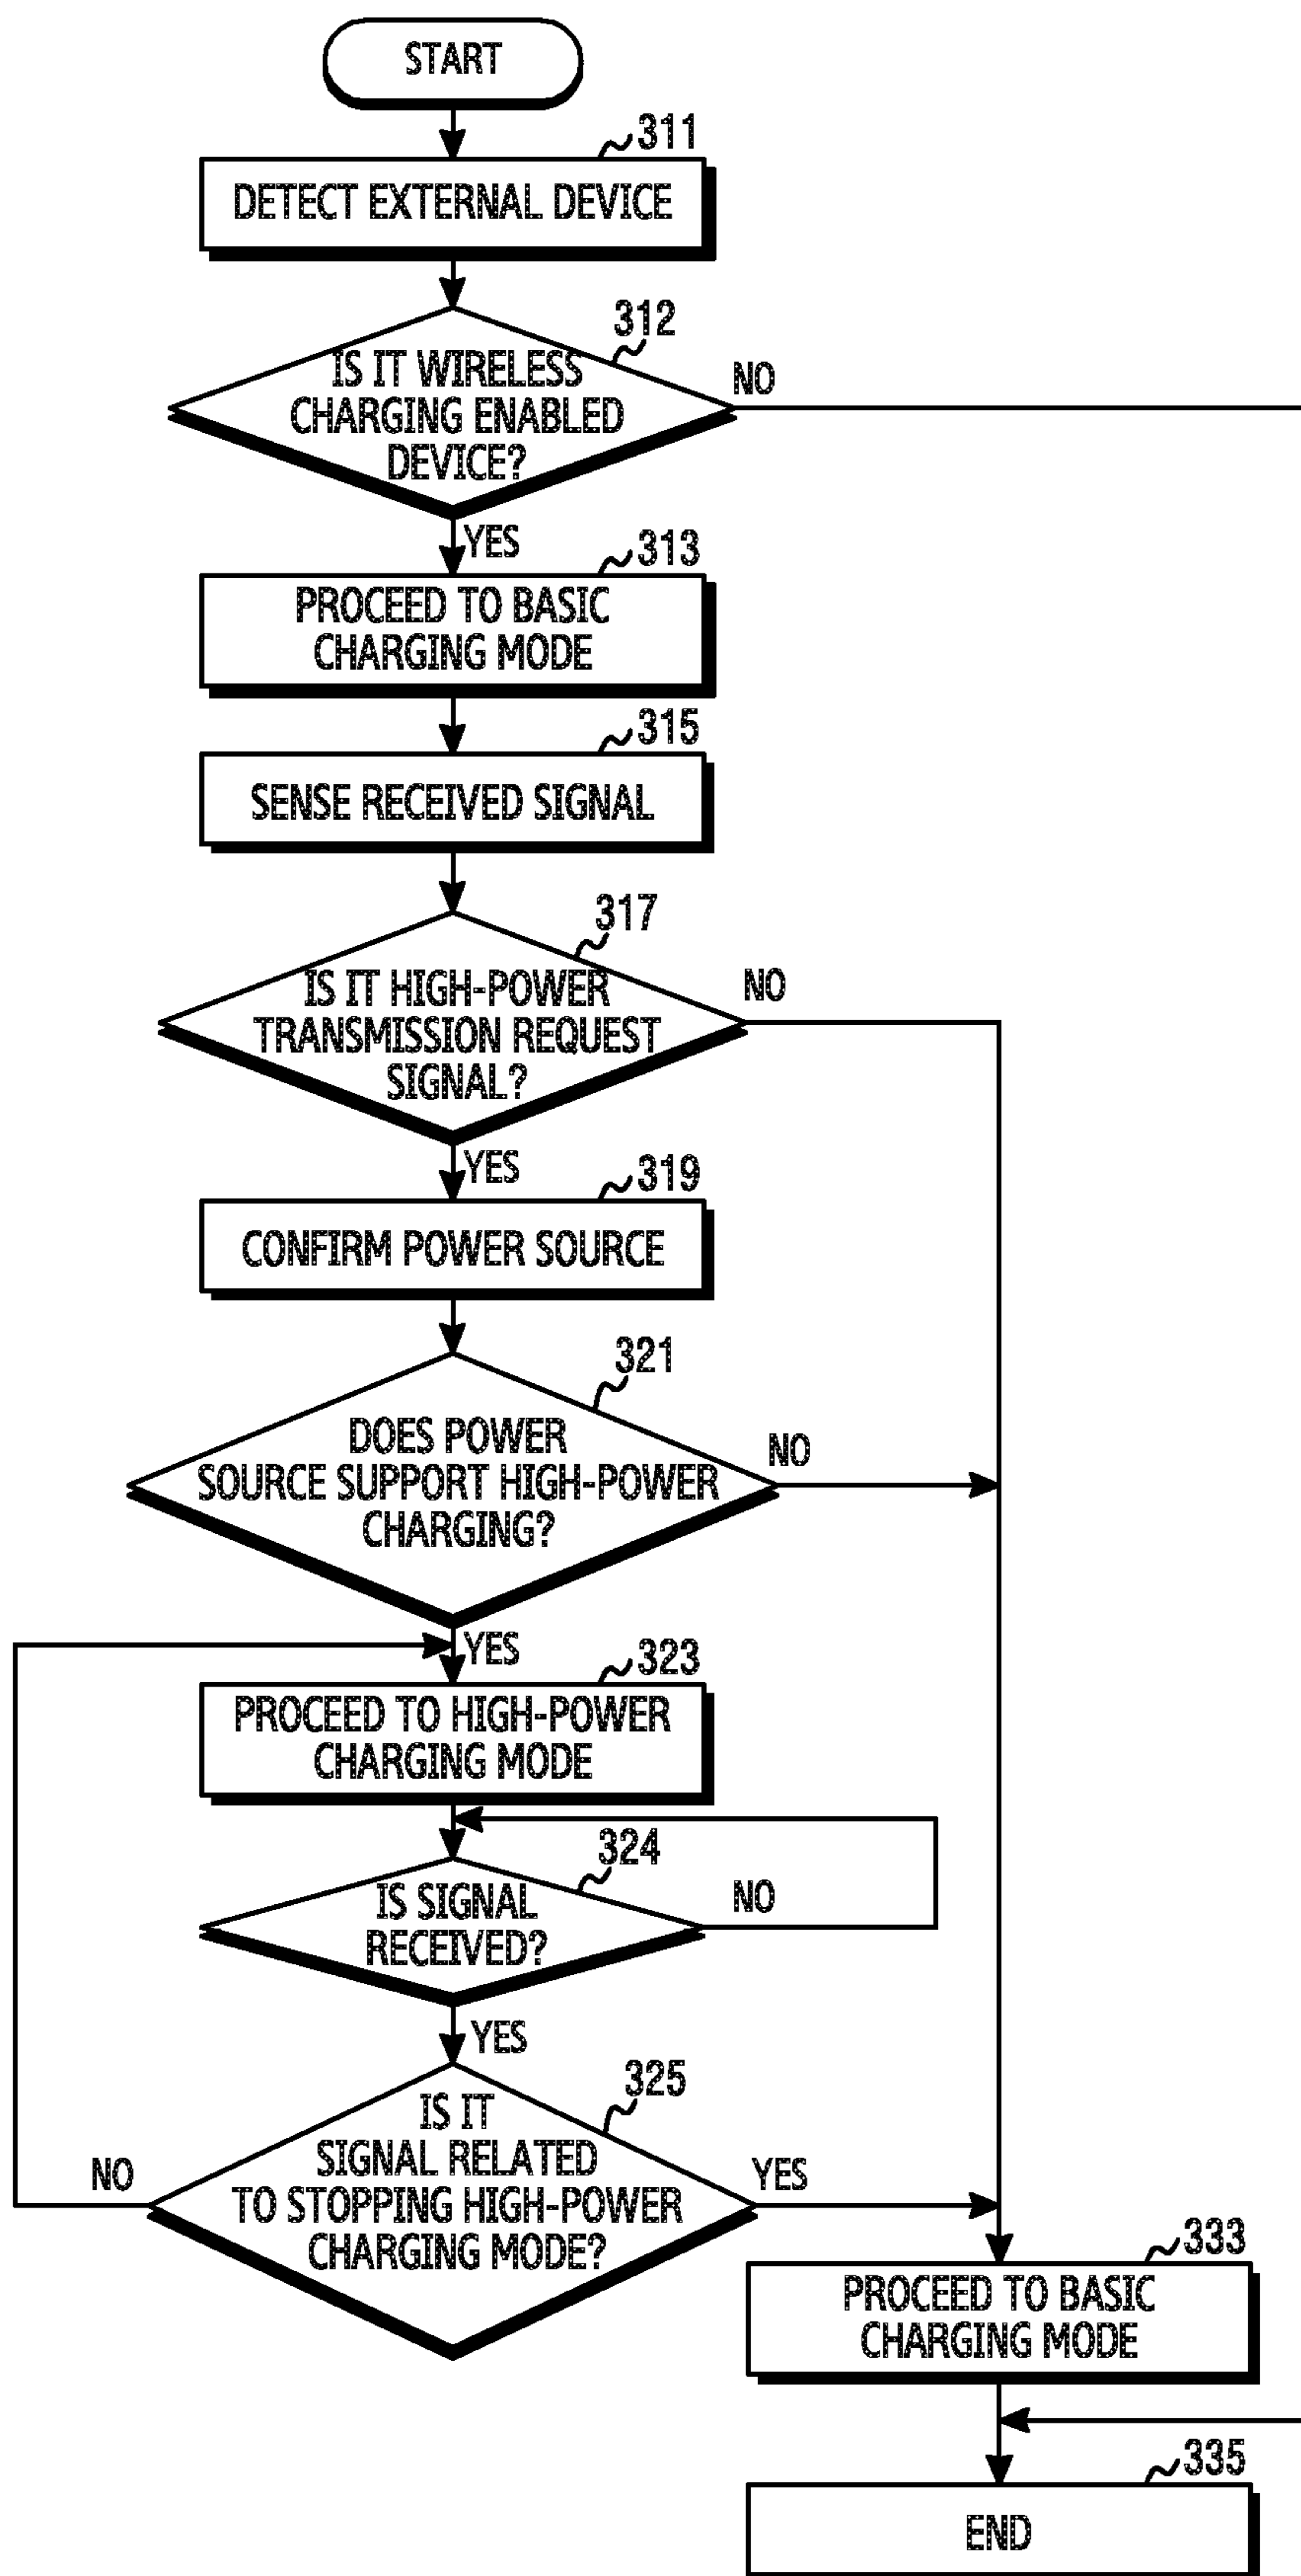 START
311
DETECT EXTERNAL DEVICE
312
IS IT WIRELESS
CHARGING ENABLED
DEVICE?
NO
YES
313
PROCEED TO BASIC
CHARGING MODE
315
SENSE RECEIVED SIGNAL
317
IS IT HIGH-POWER
TRANSMISSION REQUEST
SIGNAL?
NO
YES
319
CONFIRM POWER SOURCE
321
DOES POWER
SOURCE SUPPORT HIGH-POWER
CHARGING?
NO
YES
323
PROCEED TO HIGH-POWER
CHARGING MODE
324
IS SIGNAL
RECEIVED?
NO
YES
325
IS IT
SIGNAL RELATED
TO STOPPING HIGH-POWER
CHARGING MODE?
NO
YES
333
PROCEED TO BASIC
CHARGING MODE
335
END